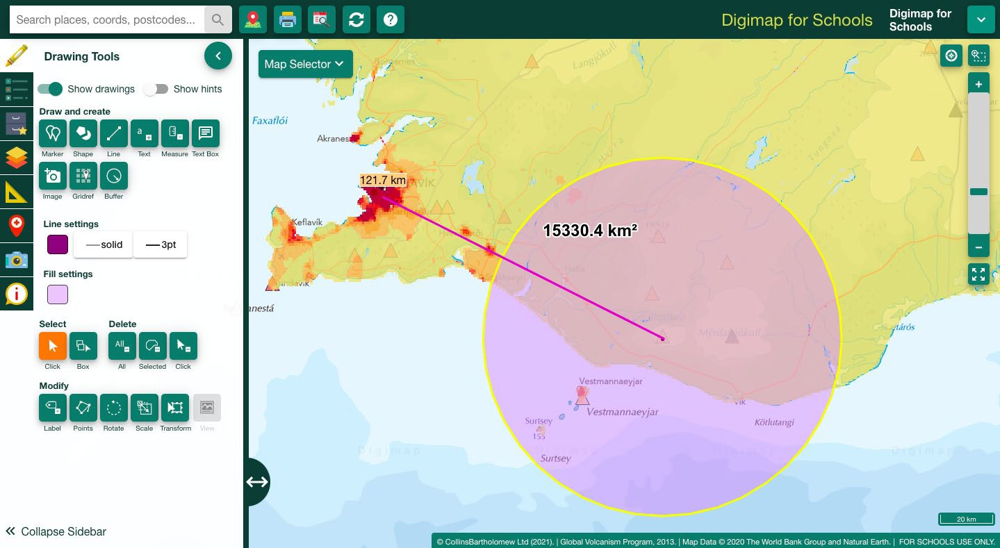 Search places, coords, postcodes...
Digimap for Schools
Digimap for
Schools
Drawing Tools
Show drawings
Show hints
Draw and create
Marker
Shape
Line
Text
Measure
Text Box
Image
Gridref
Buffer
Line settings
solid
3pt
Fill settings
Select
Delete
Click
Box
All
All
Selected
Click
Modify
Label
Points
Rotate
Scale
Transform
View
Collapse Sidebar
Map Selector
Langjökull
Faxaflói
Akranes
121.7 km
Keflavík
15330.4 km²
Hekla
Hella
Mýrdalsjökull
Vestmannaeyjar
Vestmannaeyjar
Surtsey
155
Surtsey
Vík
Kötlutangi
Digimap
Digimap
Digimap
20 km
© CollinsBartholomew Ltd (2021). | Global Volcanism Program, 2013. | Map Data © 2020 The World Bank Group and Natural Earth. | FOR SCHOOLS USE ONLY.